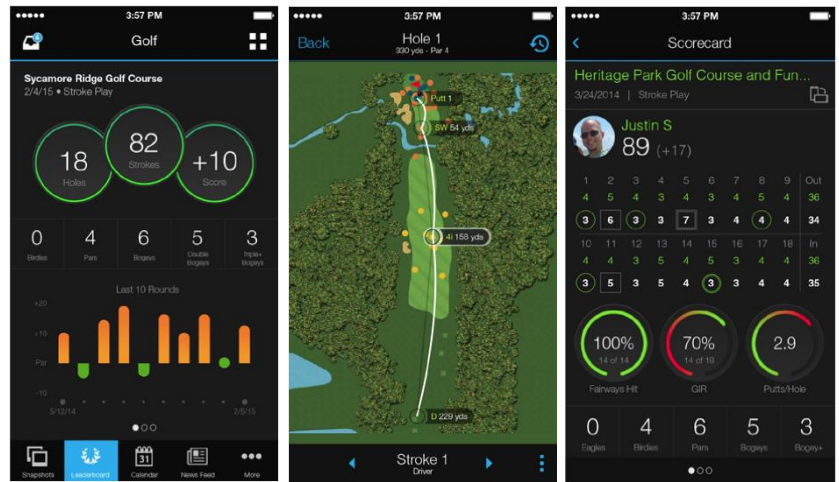 3:57 PM
4
Golf
Sycamore Ridge Golf Course
2/4/15 • Stroke Play
18
Holes
82
Strokes
+10
Score
0 4 6 5 3
Birdies Pars Bogeys Double Bogeys Triple+ Bogeys
Last 10 Rounds
+20
+10
Par
-10
5/12/14 2/5/15
31
Snapshots Leaderboard Calendar News Feed More
3:57 PM
Back Hole 1
330 yds - Par 4
Putt 1
SW 54 yds
4i 156 yds
D 229 yds
Stroke 1
Driver
3:57 PM
Scorecard
Heritage Park Golf Course and Fun...
3/24/2014 | Stroke Play
Justin S
89 (+17)
1 2 3 4 5 6 7 8 9 Out
4 5 4 3 4 3 4 5 4 36
3 6 3 3 7 3 4 4 4 34
10 11 12 13 14 15 16 17 18 In
4 4 3 5 4 5 3 4 4 36
3 5 3 5 4 3 3 4 4 35
100%
14 of 14
Fairways Hit
70%
14 of 18
GIR
2.9
Putts/Hole
0 4 6 5 3
Eagles Birdies Pars Bogeys Bogey+